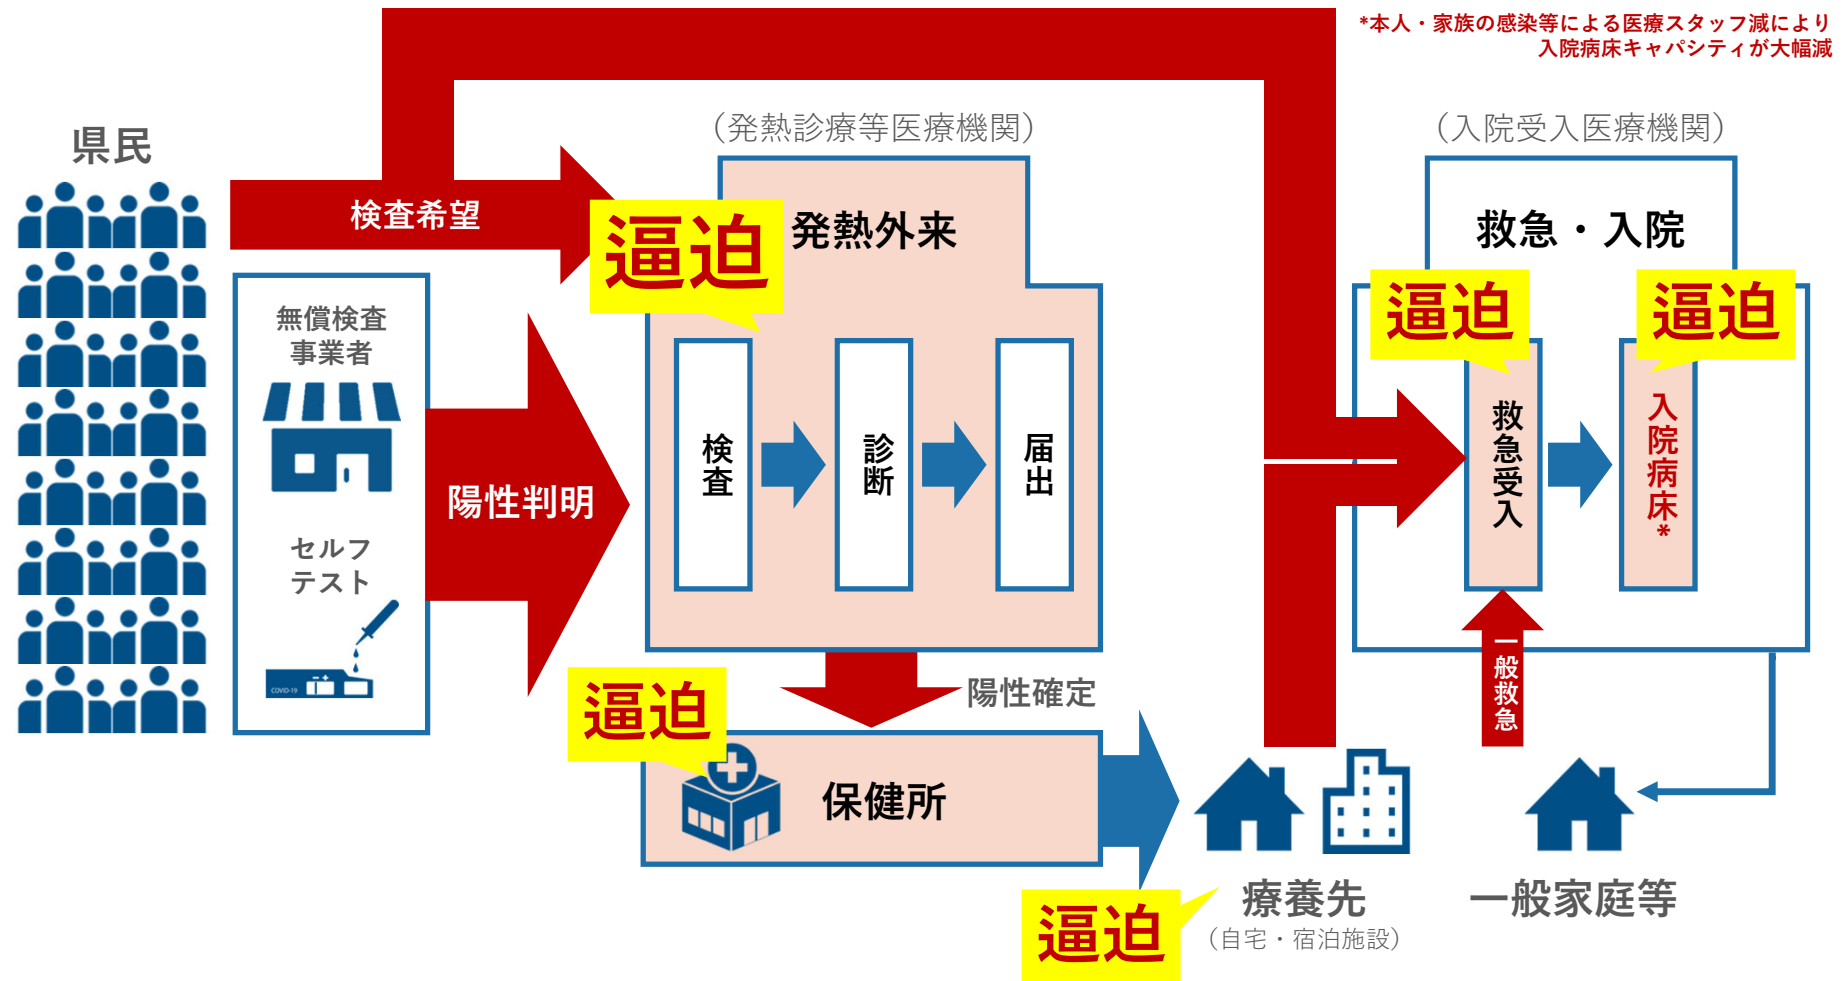 *本人・家族の感染等による医療スタッフ減により
入院病床キャパシティが大幅減
県民
検査希望
無償検査
事業者
セルフ
テスト
COVID-19
陽性判明
（発熱診療等医療機関）
発熱外来
逼迫
検査
診断
届出
陽性確定
逼迫
保健所
逼迫
療養先
（自宅・宿泊施設）
（入院受入医療機関）
救急・入院
逼迫
逼迫
救急受入
入院病床*
一般救急
一般家庭等